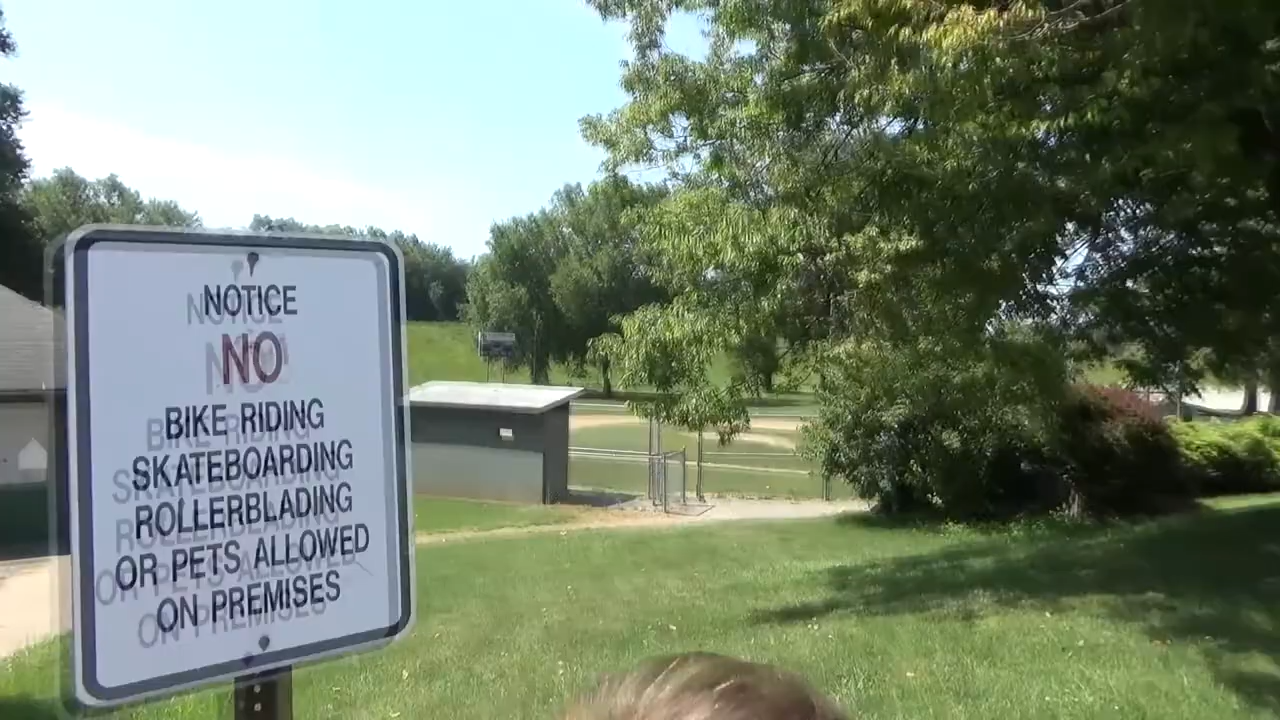 NOTICE
NO
BIKE RIDING
SKATEBOARDING
ROLLERBLADING
OR PETS ALLOWED
ON PREMISES